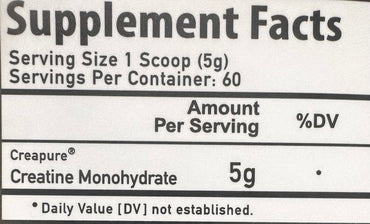 Supplement Facts
Serving Size 1 Scoop (5g)
Servings Per Container: 60
Amount
Per Serving %DV
Creapure®
Creatine Monohydrate 5g •
• Daily Value [DV] not established.